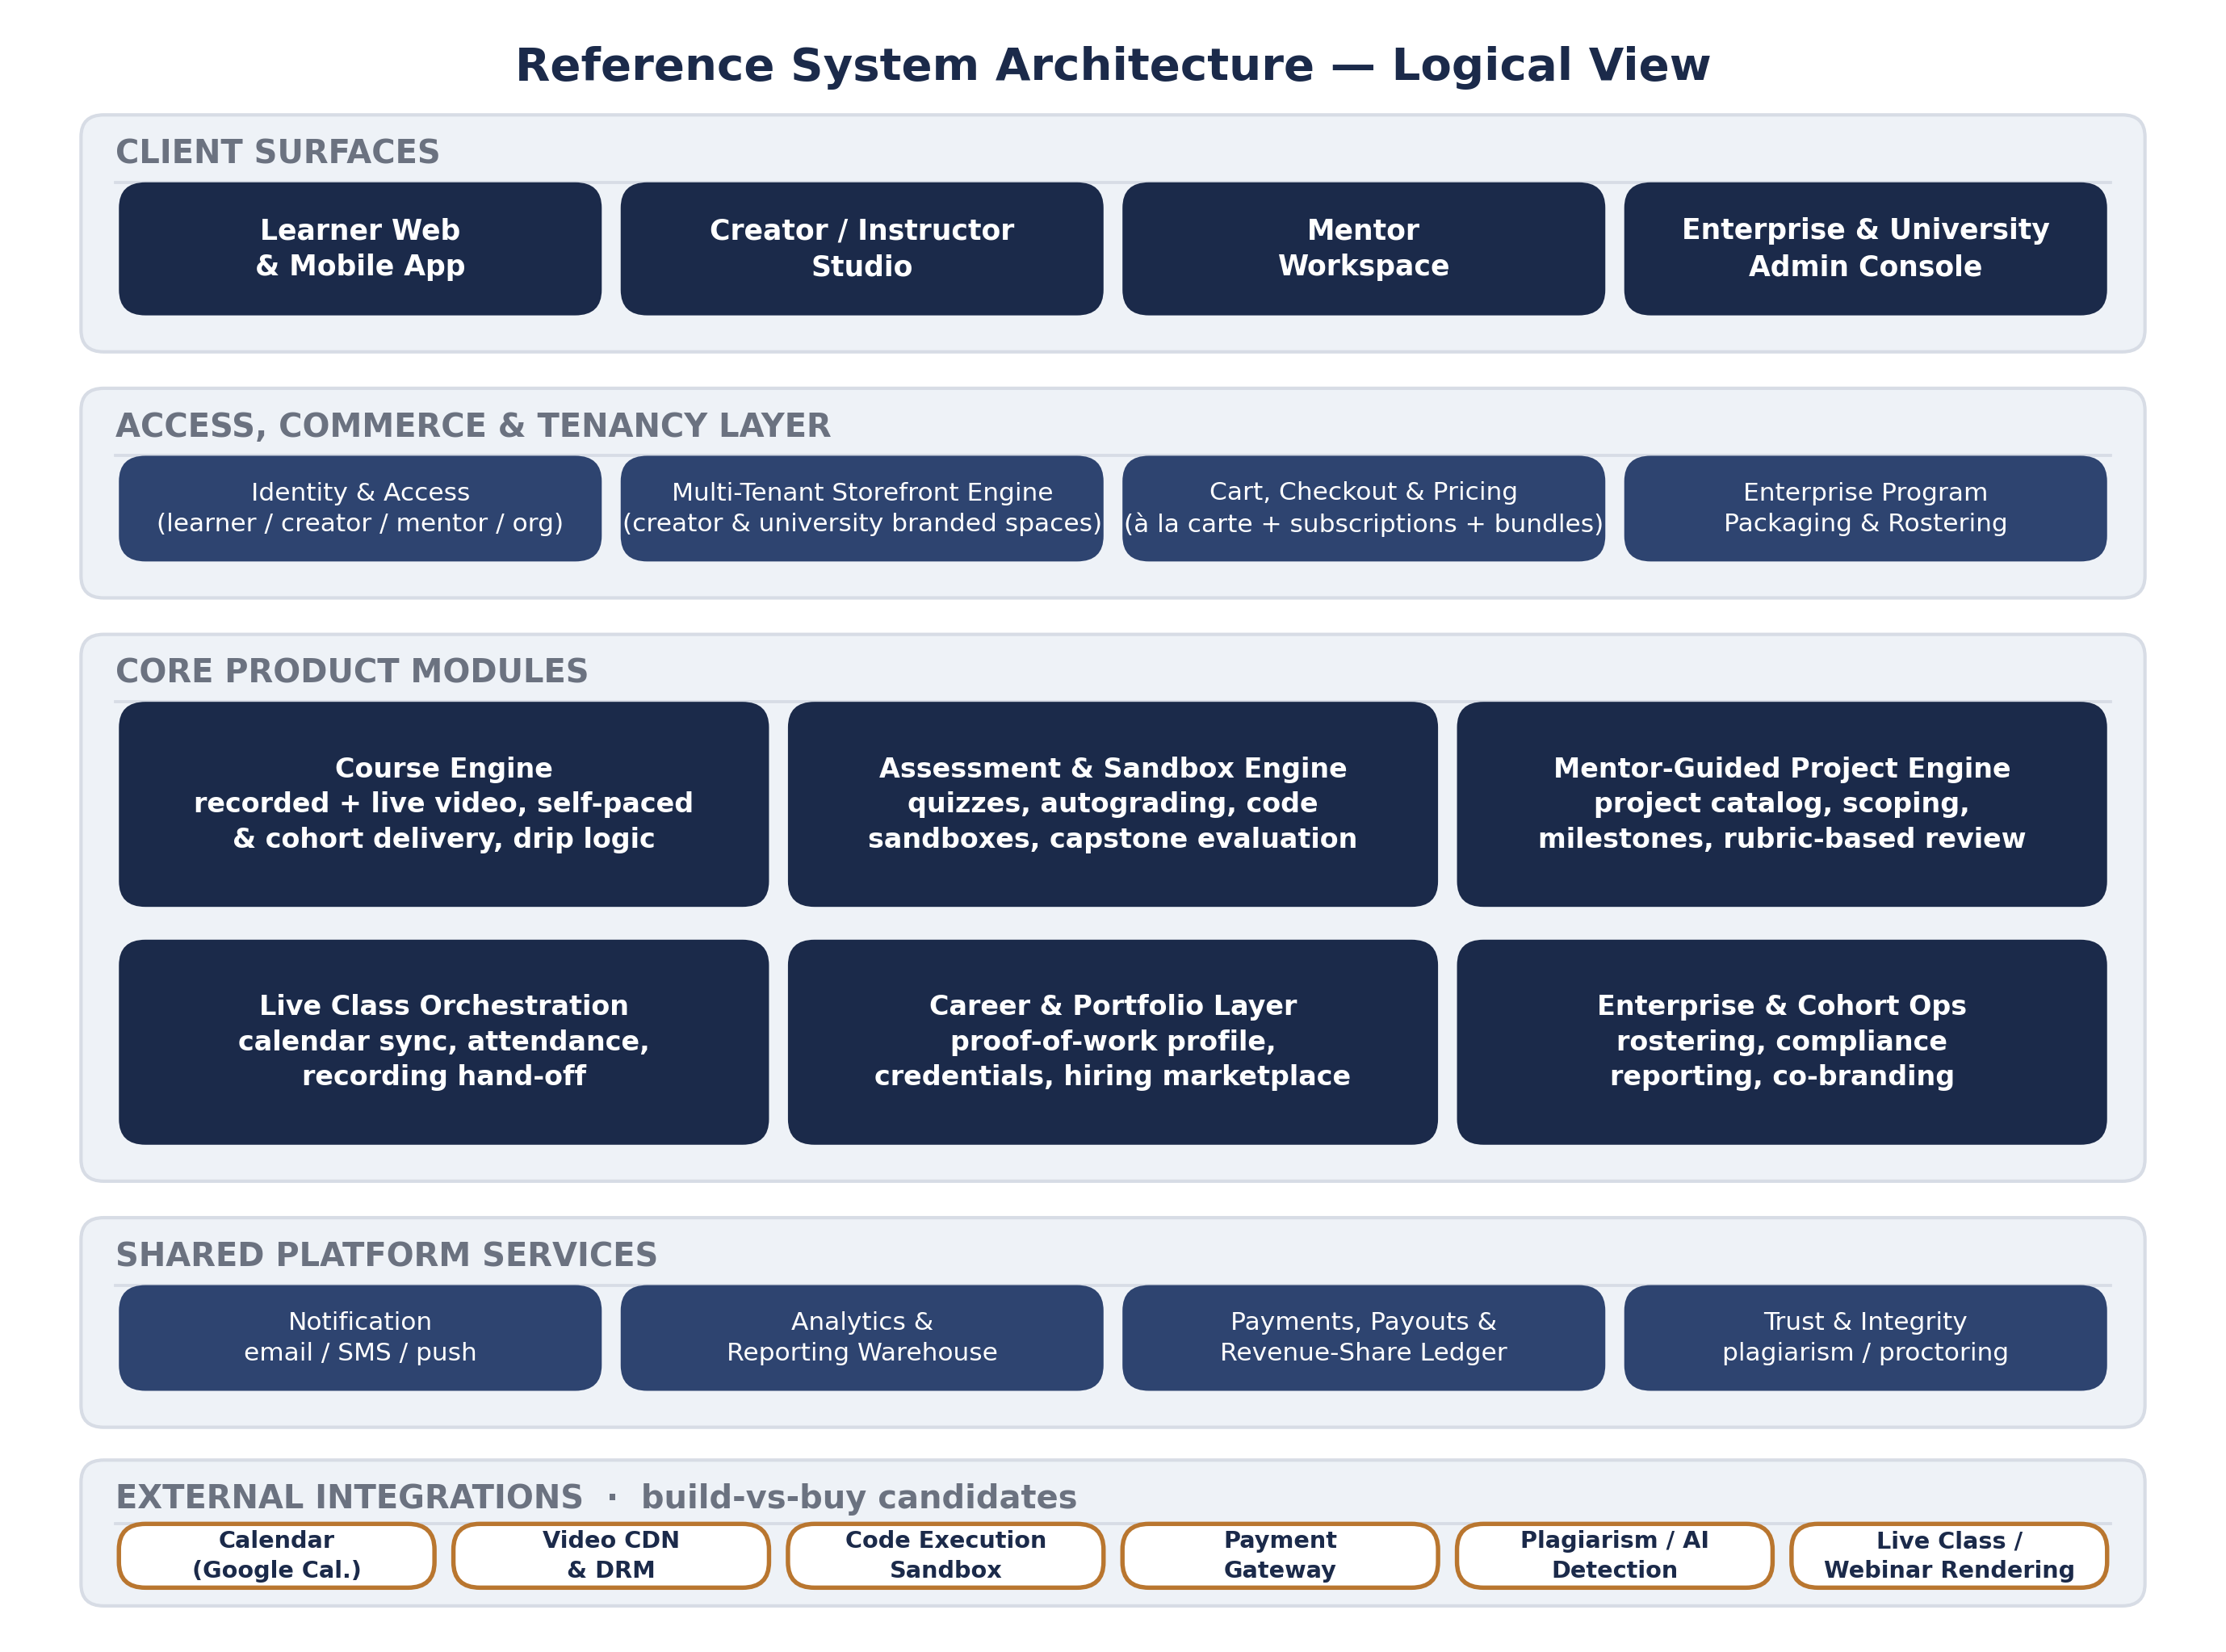 Reference System Architecture — Logical View
CLIENT SURFACES
Learner Web
& Mobile App
Creator / Instructor
Studio
Mentor
Workspace
Enterprise & University
Admin Console
ACCESS, COMMERCE & TENANCY LAYER
Identity & Access
(learner / creator / mentor / org)
Multi-Tenant Storefront Engine
(creator & university branded spaces)
Cart, Checkout & Pricing
(à la carte + subscriptions + bundles)
Enterprise Program
Packaging & Rostering
CORE PRODUCT MODULES
Course Engine
recorded + live video, self-paced
& cohort delivery, drip logic
Assessment & Sandbox Engine
quizzes, autograding, code
sandboxes, capstone evaluation
Mentor-Guided Project Engine
project catalog, scoping,
milestones, rubric-based review
Live Class Orchestration
calendar sync, attendance,
recording hand-off
Career & Portfolio Layer
proof-of-work profile,
credentials, hiring marketplace
Enterprise & Cohort Ops
rostering, compliance
reporting, co-branding
SHARED PLATFORM SERVICES
Notification
email / SMS / push
Analytics &
Reporting Warehouse
Payments, Payouts &
Revenue-Share Ledger
Trust & Integrity
plagiarism / proctoring
EXTERNAL INTEGRATIONS · build-vs-buy candidates
Calendar
(Google Cal.)
Video CDN
& DRM
Code Execution
Sandbox
Payment
Gateway
Plagiarism / AI
Detection
Live Class /
Webinar Rendering